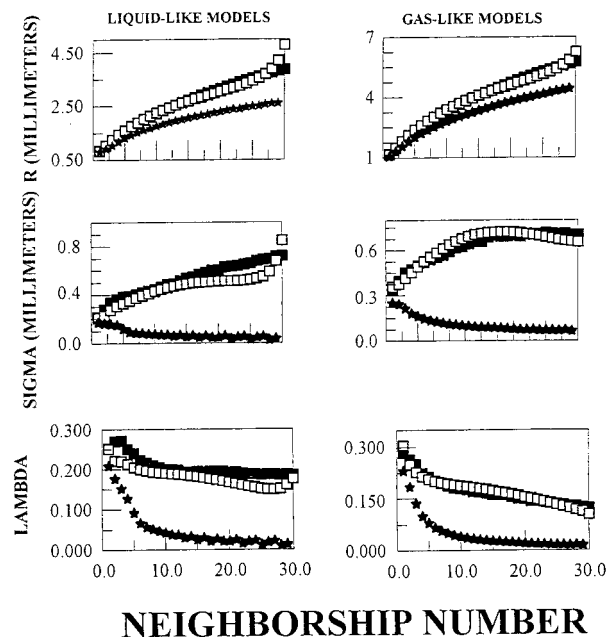 LIQUID-LIKE MODELS
GAS-LIKE MODELS
R (MILLIMETERS)
4.50
2.50
0.50
7
4
1
SIGMA (MILLIMETERS)
0.8
0.4
0.0
0.6
0.3
0.0
LAMBDA
0.300
0.200
0.100
0.000
0.300
0.150
0.000
0.0 10.0 20.0 30.0
0.0 10.0 20.0 30.0
NEIGHBORSHIP NUMBER